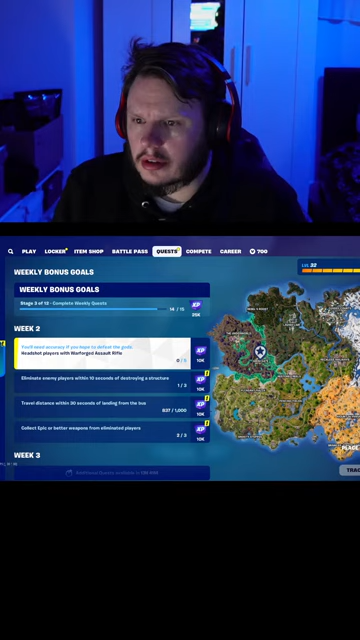 PLAY LOCKER ITEM SHOP BATTLE PASS QUESTS COMPETE CAREER 700
WEEKLY BONUS GOALS
LVL. 32
WEEKLY BONUS GOALS
Stage 3 of 12 - Complete Weekly Quests
14 / 15
XP
25K
WEEK 2
You'll need accuracy if you hope to defeat the gods.
Headshot players with Warforged Assault Rifle
XP
10K
Eliminate enemy players within 10 seconds of destroying a structure
1 / 3
XP
10K
Travel distance within 30 seconds of landing from the bus
837 / 1,000
XP
10K
Collect Epic or better weapons from eliminated players
2 / 3
XP
10K
WEEK 3